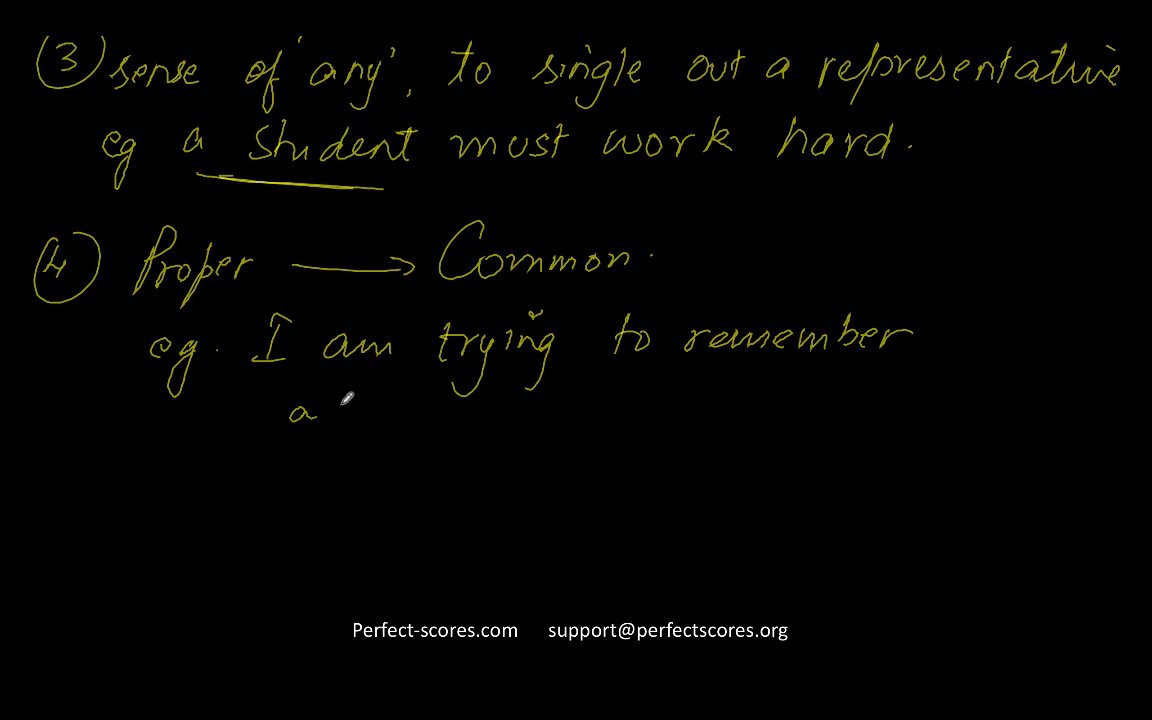 ③ sense of 'any', to single out a representative
eg a student must work hard.
④ Proper → Common.
eg. I am trying to remember
a
Perfect-scores.com support@perfectscores.org